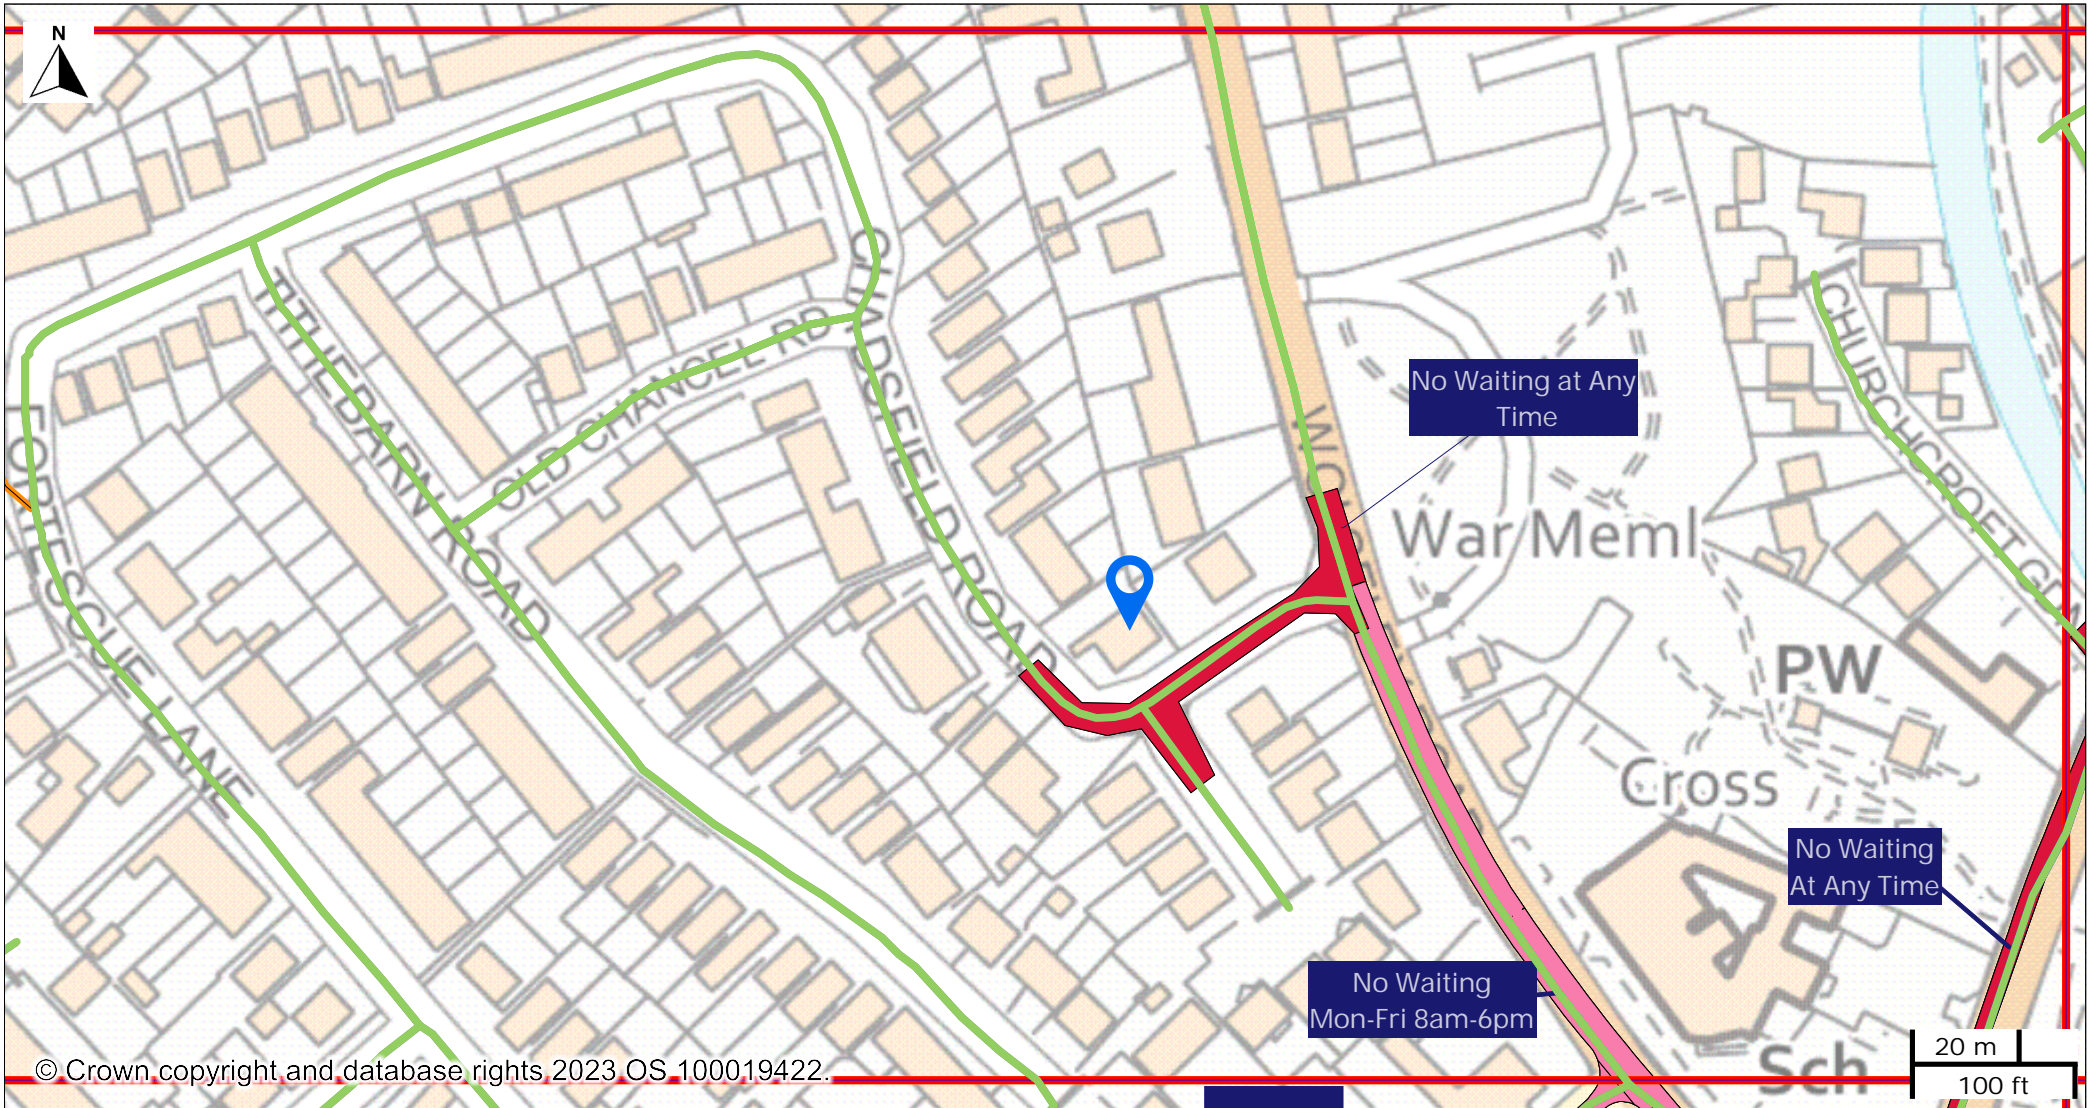 N
CHADSFIELD ROAD
TITHEBARN ROAD
OLD CHANCEL RD
FORTESCUE LANE
CHURCHCROFT
No Waiting at Any
Time
War Meml
PW
Cross
No Waiting
At Any Time
No Waiting
Mon-Fri 8am-6pm
Sch
20 m
100 ft
© Crown copyright and database rights 2023 OS 100019422.